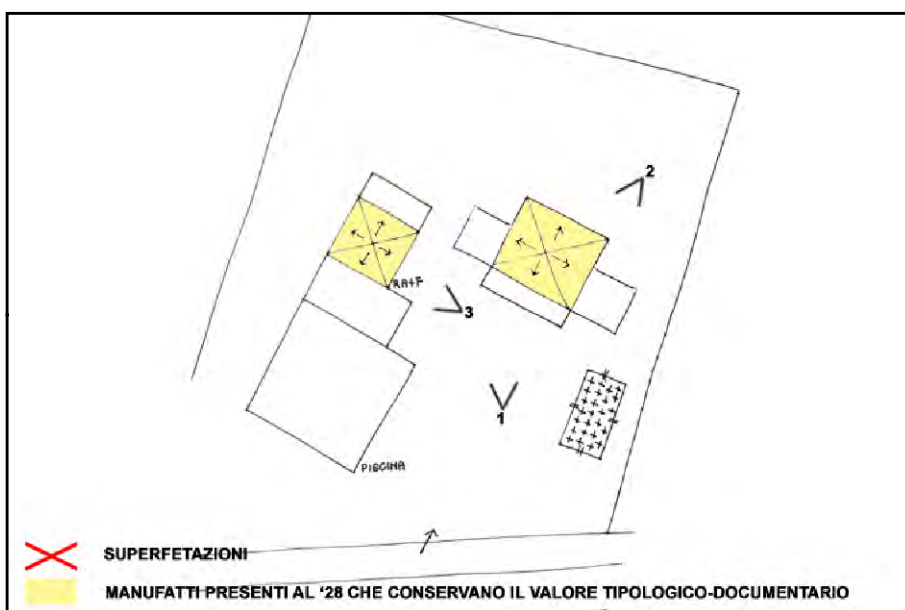 2
RA+F
3
1
PISCINA
SUPERFETAZIONI
MANUFATTI PRESENTI AL '28 CHE CONSERVANO IL VALORE TIPOLOGICO-DOCUMENTARIO